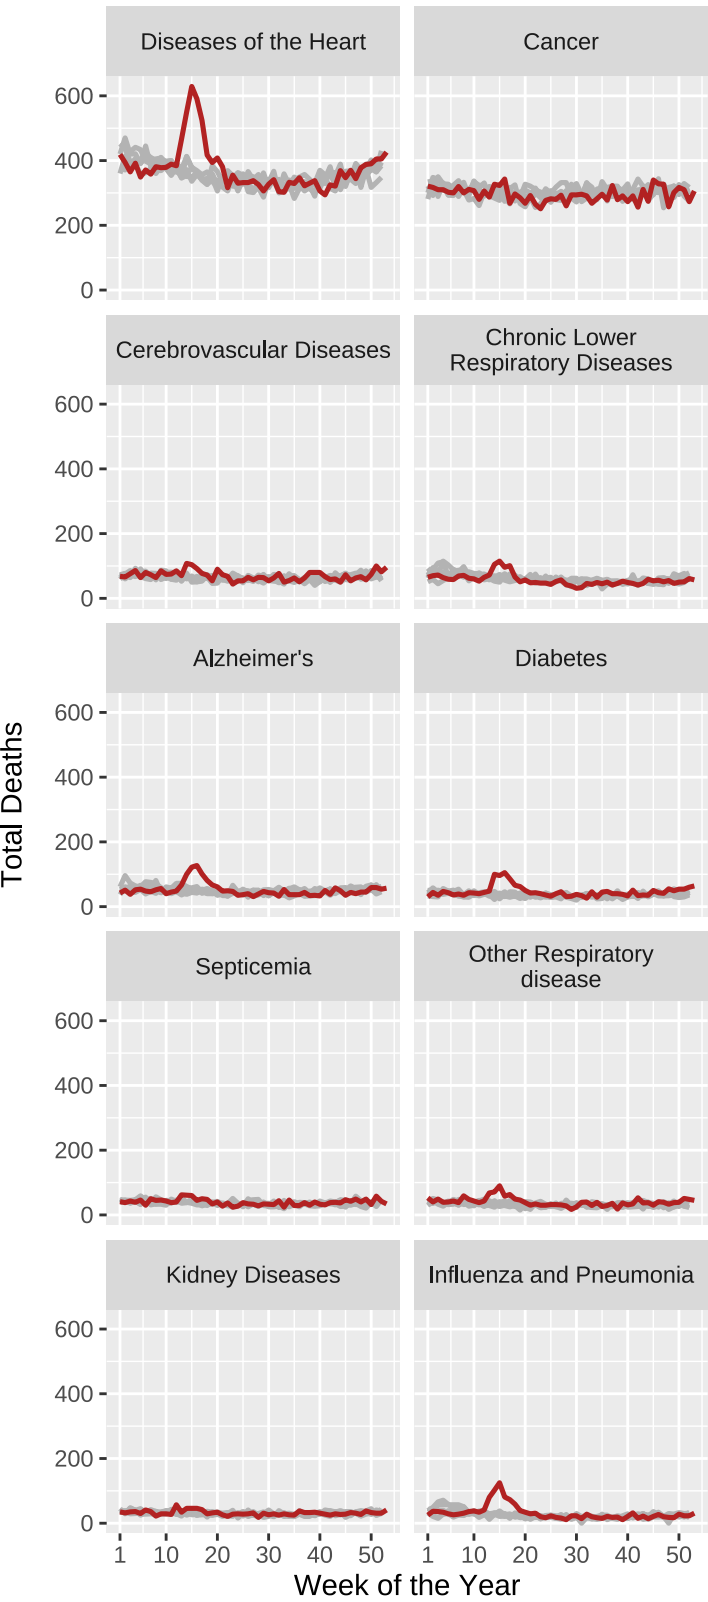 Diseases of the Heart
Cancer
600
400
200
0
Cerebrovascular Diseases
Chronic Lower
Respiratory Diseases
600
400
200
0
Alzheimer's
Diabetes
600
400
200
0
Total Deaths
Septicemia
Other Respiratory
disease
600
400
200
0
Kidney Diseases
Influenza and Pneumonia
600
400
200
0
1 10 20 30 40 50 1 10 20 30 40 50
Week of the Year